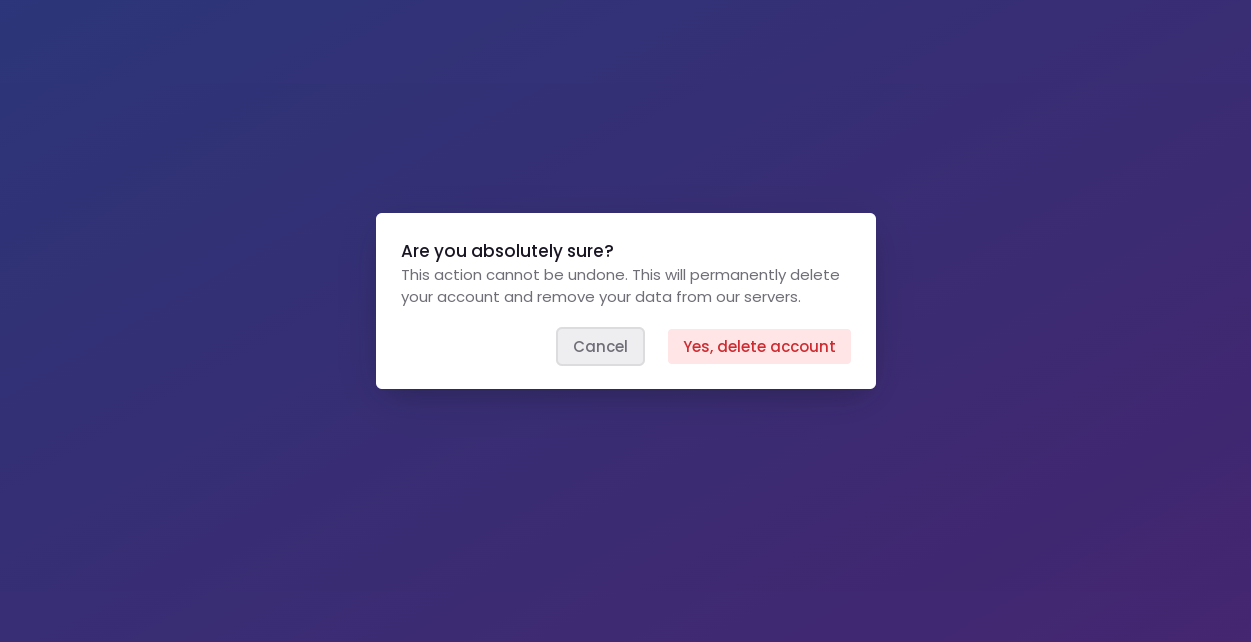 Are you absolutely sure?
This action cannot be undone. This will permanently delete
your account and remove your data from our servers.
Cancel
Yes, delete account